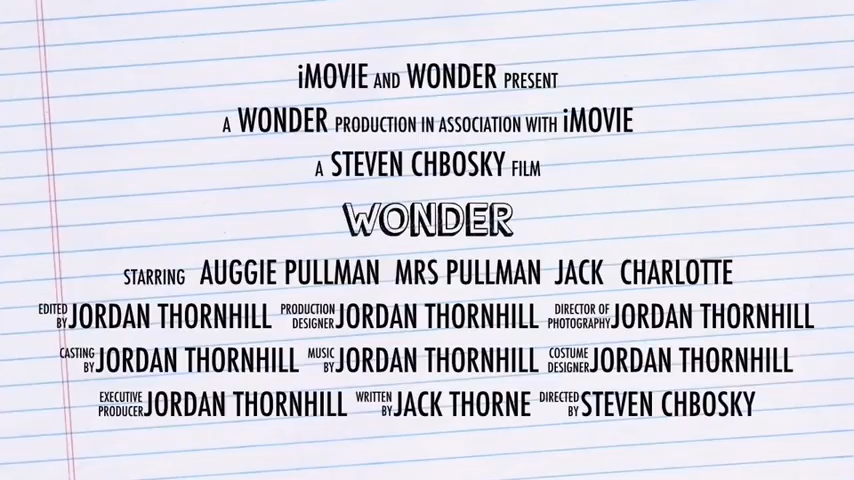 iMOVIE AND WONDER PRESENT
A WONDER PRODUCTION IN ASSOCIATION WITH iMOVIE
A STEVEN CHBOSKY FILM
WONDER
STARRING AUGGIE PULLMAN MRS PULLMAN JACK CHARLOTTE
EDITED BY JORDAN THORNHILL PRODUCTION DESIGNER JORDAN THORNHILL DIRECTOR OF PHOTOGRAPHY JORDAN THORNHILL
CASTING BY JORDAN THORNHILL MUSIC BY JORDAN THORNHILL COSTUME DESIGNER JORDAN THORNHILL
EXECUTIVE PRODUCER JORDAN THORNHILL WRITTEN BY JACK THORNE DIRECTED BY STEVEN CHBOSKY